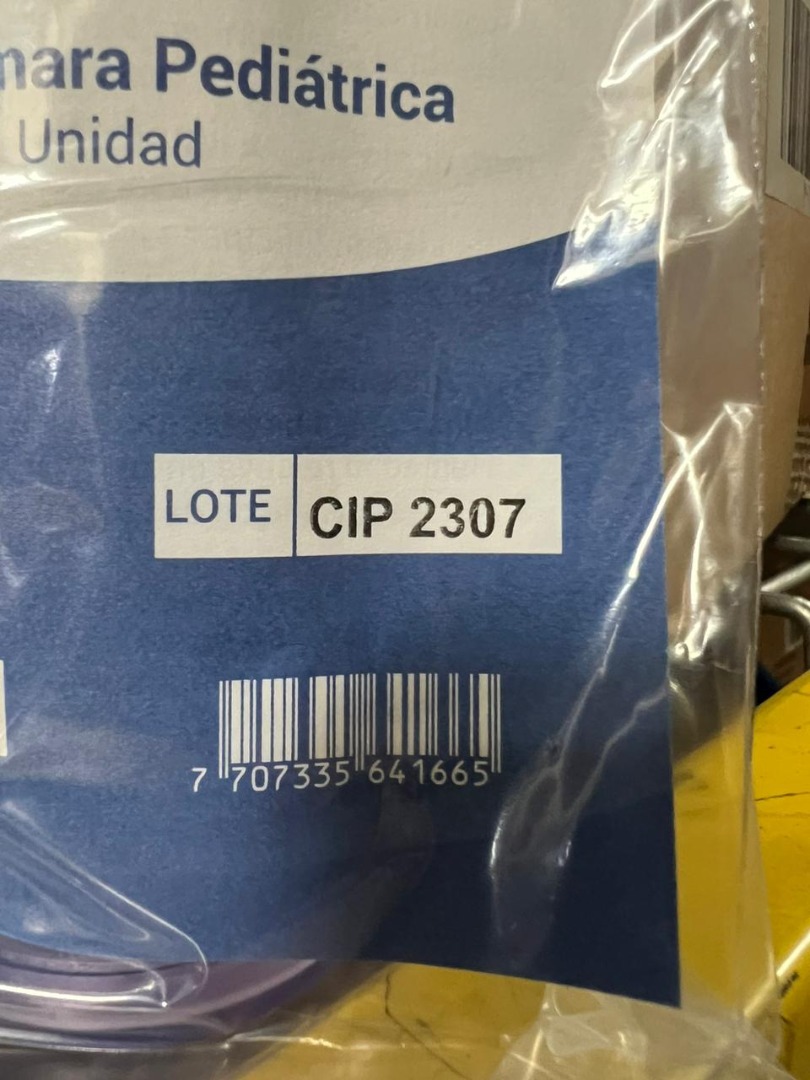 mara Pediátrica
Unidad
LOTE CIP 2307
7 707335 641665